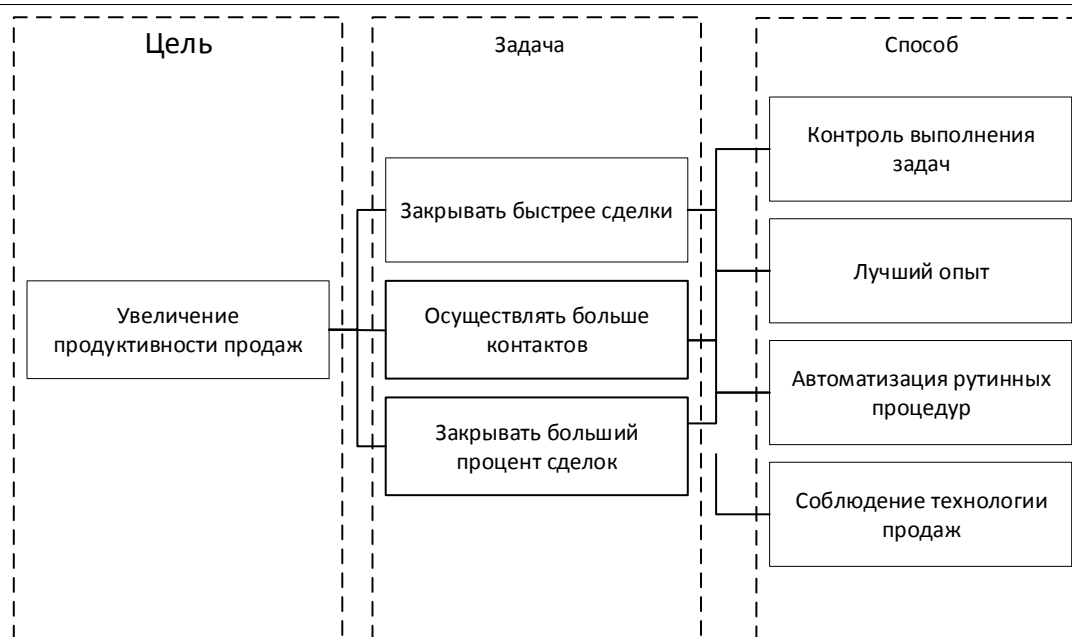 Цель
Задача
Способ
Увеличение
продуктивности продаж
Закрывать быстрее сделки
Осуществлять больше
контактов
Закрывать больший
процент сделок
Контроль выполнения
задач
Лучший опыт
Автоматизация рутинных
процедур
Соблюдение технологии
продаж